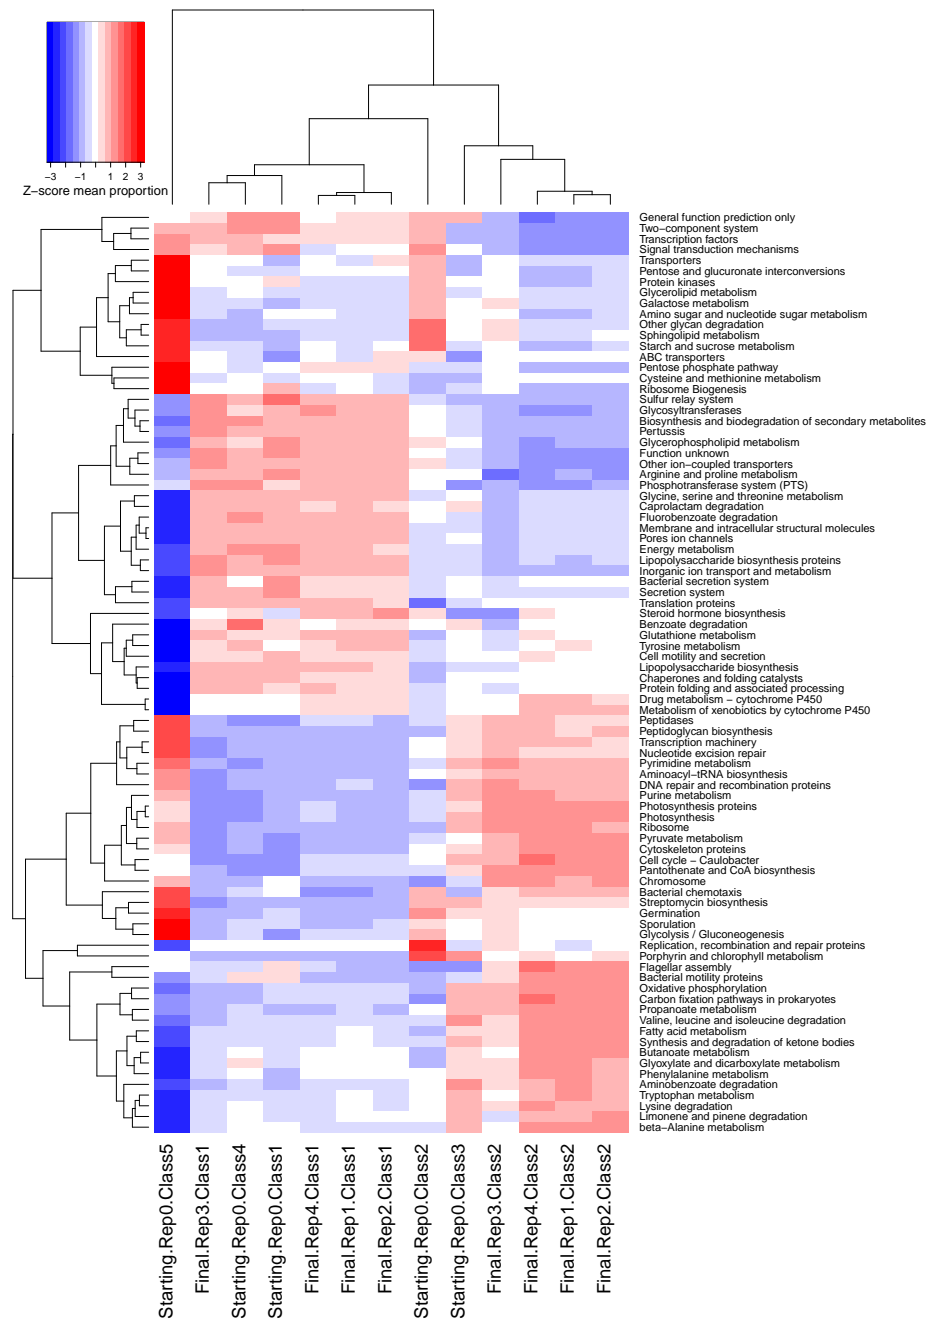 −3 −1 1 2 3
Z−score mean proportion
General function prediction only
Two−component system
Transcription factors
Signal transduction mechanisms
Transporters
Pentose and glucuronate interconversions
Protein kinases
Glycerolipid metabolism
Galactose metabolism
Amino sugar and nucleotide sugar metabolism
Other glycan degradation
Sphingolipid metabolism
Starch and sucrose metabolism
ABC transporters
Pentose phosphate pathway
Cysteine and methionine metabolism
Ribosome Biogenesis
Sulfur relay system
Glycosyltransferases
Biosynthesis and biodegradation of secondary metabolites
Pertussis
Glycerophospholipid metabolism
Function unknown
Other ion−coupled transporters
Arginine and proline metabolism
Phosphotransferase system (PTS)
Glycine, serine and threonine metabolism
Caprolactam degradation
Fluorobenzoate degradation
Membrane and intracellular structural molecules
Pores ion channels
Energy metabolism
Lipopolysaccharide biosynthesis proteins
Inorganic ion transport and metabolism
Bacterial secretion system
Secretion system
Translation proteins
Steroid hormone biosynthesis
Benzoate degradation
Glutathione metabolism
Tyrosine metabolism
Cell motility and secretion
Lipopolysaccharide biosynthesis
Chaperones and folding catalysts
Protein folding and associated processing
Drug metabolism − cytochrome P450
Metabolism of xenobiotics by cytochrome P450
Peptidases
Peptidoglycan biosynthesis
Transcription machinery
Nucleotide excision repair
Pyrimidine metabolism
Aminoacyl−tRNA biosynthesis
DNA repair and recombination proteins
Purine metabolism
Photosynthesis proteins
Photosynthesis
Ribosome
Pyruvate metabolism
Cytoskeleton proteins
Cell cycle − Caulobacter
Pantothenate and CoA biosynthesis
Chromosome
Bacterial chemotaxis
Streptomycin biosynthesis
Germination
Sporulation
Glycolysis / Gluconeogenesis
Replication, recombination and repair proteins
Porphyrin and chlorophyll metabolism
Flagellar assembly
Bacterial motility proteins
Oxidative phosphorylation
Carbon fixation pathways in prokaryotes
Propanoate metabolism
Valine, leucine and isoleucine degradation
Fatty acid metabolism
Synthesis and degradation of ketone bodies
Butanoate metabolism
Glyoxylate and dicarboxylate metabolism
Phenylalanine metabolism
Aminobenzoate degradation
Tryptophan metabolism
Lysine degradation
Limonene and pinene degradation
beta−Alanine metabolism
Starting.Rep0.Class5
Final.Rep3.Class1
Starting.Rep0.Class4
Starting.Rep0.Class1
Final.Rep4.Class1
Final.Rep1.Class1
Final.Rep2.Class1
Starting.Rep0.Class2
Starting.Rep0.Class3
Final.Rep3.Class2
Final.Rep4.Class2
Final.Rep1.Class2
Final.Rep2.Class2